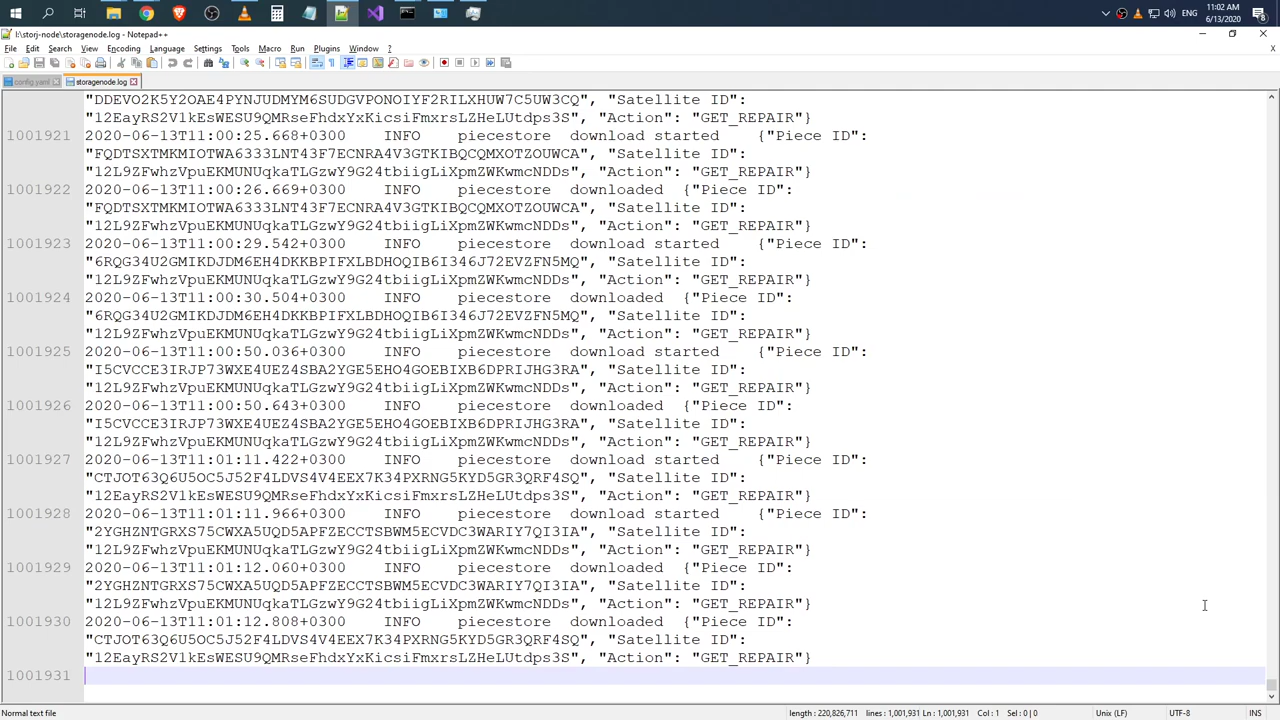 11:02 AM
ENG
6/13/2020
I:\storj-node\storagenode.log - Notepad++
File Edit Search View Encoding Language Settings Tools Macro Run Plugins Window ?
X
config.yaml storagenode.log
"DDEVO2K5Y2OAE4PYNJUDMYM6SUDGVPONOIYF2RILXHUW7C5UW3CQ", "Satellite ID":
"12EayRS2V1kEsWESU9QMRseFhdxYxKicsiFmxrsLZHeLUtdps3S", "Action": "GET_REPAIR"}
1001921 2020-06-13T11:00:25.668+0300 INFO piecestore download started {"Piece ID":
"FQDTSXTMKMIOTWA6333LNT43F7ECNRA4V3GTKIBQCQMXOTZOUWCA", "Satellite ID":
"12L9ZFwhzVpuEKMUNUqkaTLGzwY9G24tbiigLiXpmZWKwmcNDDs", "Action": "GET_REPAIR"}
1001922 2020-06-13T11:00:26.669+0300 INFO piecestore downloaded {"Piece ID":
"FQDTSXTMKMIOTWA6333LNT43F7ECNRA4V3GTKIBQCQMXOTZOUWCA", "Satellite ID":
"12L9ZFwhzVpuEKMUNUqkaTLGzwY9G24tbiigLiXpmZWKwmcNDDs", "Action": "GET_REPAIR"}
1001923 2020-06-13T11:00:29.542+0300 INFO piecestore download started {"Piece ID":
"6RQG34U2GMIKDJDM6EH4DKKBPIFXLBDHOQIB6I346J72EVZFN5MQ", "Satellite ID":
"12L9ZFwhzVpuEKMUNUqkaTLGzwY9G24tbiigLiXpmZWKwmcNDDs", "Action": "GET_REPAIR"}
1001924 2020-06-13T11:00:30.504+0300 INFO piecestore downloaded {"Piece ID":
"6RQG34U2GMIKDJDM6EH4DKKBPIFXLBDHOQIB6I346J72EVZFN5MQ", "Satellite ID":
"12L9ZFwhzVpuEKMUNUqkaTLGzwY9G24tbiigLiXpmZWKwmcNDDs", "Action": "GET_REPAIR"}
1001925 2020-06-13T11:00:50.036+0300 INFO piecestore download started {"Piece ID":
"I5CVCCE3IRJP73WXE4UEZ4SBA2YGE5EHO4GOEBIXB6DPRIJHG3RA", "Satellite ID":
"12L9ZFwhzVpuEKMUNUqkaTLGzwY9G24tbiigLiXpmZWKwmcNDDs", "Action": "GET_REPAIR"}
1001926 2020-06-13T11:00:50.643+0300 INFO piecestore downloaded {"Piece ID":
"I5CVCCE3IRJP73WXE4UEZ4SBA2YGE5EHO4GOEBIXB6DPRIJHG3RA", "Satellite ID":
"12L9ZFwhzVpuEKMUNUqkaTLGzwY9G24tbiigLiXpmZWKwmcNDDs", "Action": "GET_REPAIR"}
1001927 2020-06-13T11:01:11.422+0300 INFO piecestore download started {"Piece ID":
"CTJOT63Q6U5OC5J52F4LDVS4V4EEX7K34PXRNG5KYD5GR3QRF4SQ", "Satellite ID":
"12EayRS2V1kEsWESU9QMRseFhdxYxKicsiFmxrsLZHeLUtdps3S", "Action": "GET_REPAIR"}
1001928 2020-06-13T11:01:11.966+0300 INFO piecestore download started {"Piece ID":
"2YGHZNTGRXS75CWXA5UQD5APFZECCTSBWM5ECVDC3WARIY7QI3IA", "Satellite ID":
"12L9ZFwhzVpuEKMUNUqkaTLGzwY9G24tbiigLiXpmZWKwmcNDDs", "Action": "GET_REPAIR"}
1001929 2020-06-13T11:01:12.060+0300 INFO piecestore downloaded {"Piece ID":
"2YGHZNTGRXS75CWXA5UQD5APFZECCTSBWM5ECVDC3WARIY7QI3IA", "Satellite ID":
"12L9ZFwhzVpuEKMUNUqkaTLGzwY9G24tbiigLiXpmZWKwmcNDDs", "Action": "GET_REPAIR"}
1001930 2020-06-13T11:01:12.808+0300 INFO piecestore downloaded {"Piece ID":
"CTJOT63Q6U5OC5J52F4LDVS4V4EEX7K34PXRNG5KYD5GR3QRF4SQ", "Satellite ID":
"12EayRS2V1kEsWESU9QMRseFhdxYxKicsiFmxrsLZHeLUtdps3S", "Action": "GET_REPAIR"}
1001931
Normal text file length : 220,826,711 lines : 1,001,931 Ln : 1,001,931 Col : 1 Sel : 0 | 0 Unix (LF) UTF-8 INS